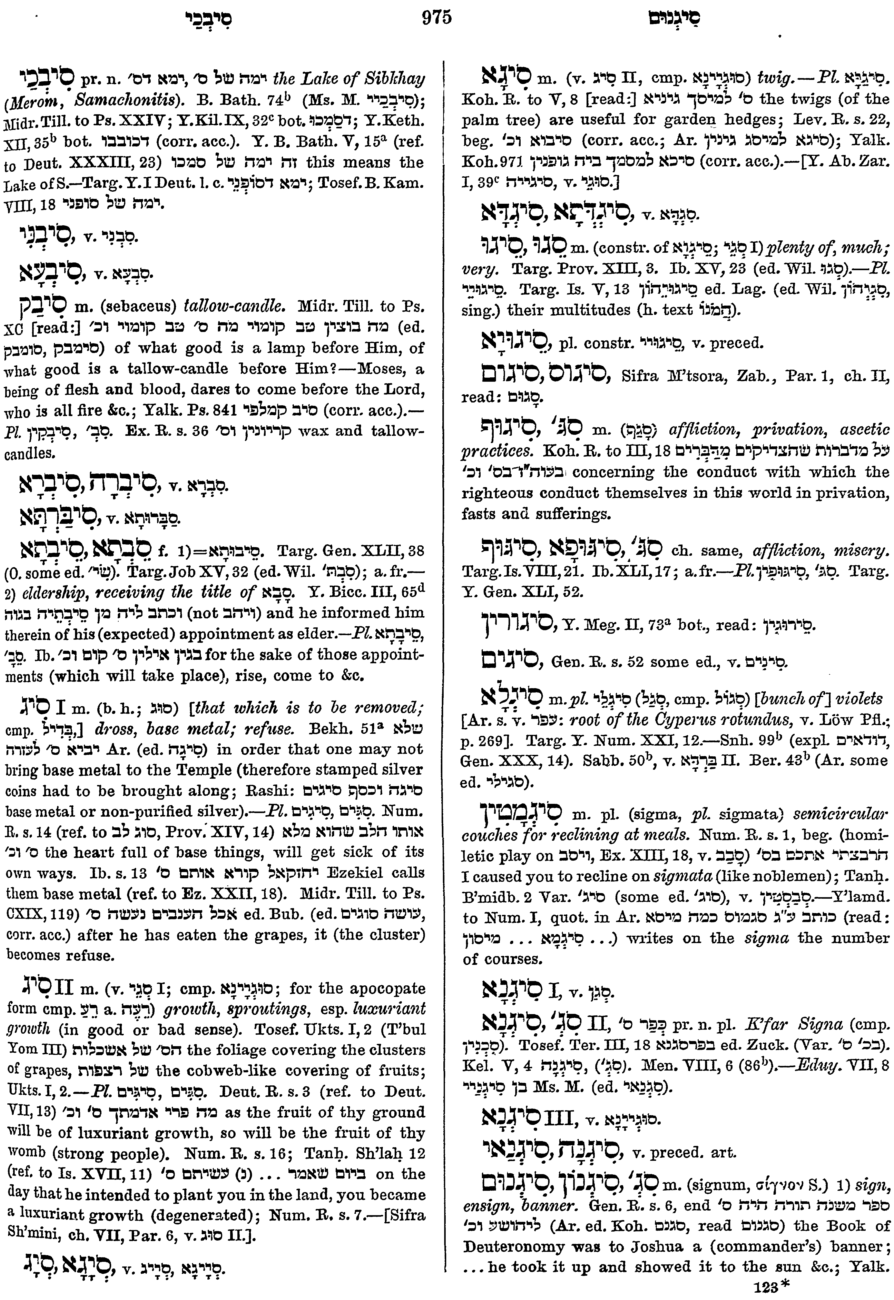 סִיבְכַי 975 סִיגְנוּם
סִיבְכַי pr. n. ימה של ס', ימא דס' the Lake of Sibkhay
(Merom, Samachonitis). B. Bath. 74b (Ms. M. סִיבְכַיי);
Midr. Till. to Ps. XXIV; Y. Kil. IX, 32c bot. דסמכו; Y. Keth.
XII, 35b bot. דכובבו (corr. acc.). Y. B. Bath. V, 15a (ref.
to Deut. XXXIII, 23) זה ימה של סמכו this means the
Lake of S.—Targ. Y. I Deut. l. c. ימא דסוֹפְנֵי; Tosef. B. Kam.
VIII, 18 ימה של סופני.
סִיבְנֵי, v. סִבְנֵי.
סִיבְעָא, v. סִבְעָא.
סִיבָק m. (sebaceus) tallow-candle. Midr. Till. to Ps.
XC [read:] מה בוצין טב קומוי מה ס' טב קומוי וכ' (ed.
סימבק, סומבק) of what good is a lamp before Him, of
what good is a tallow-candle before Him?—Moses, a
being of flesh and blood, dares to come before the Lord,
who is all fire &c.; Yalk. Ps. 841 סיב קמלפי (corr. acc.).—
Pl. סִיבְקִין, סִבְ'. Ex. R. s. 36 קריונין וס' wax and tallow-
candles.
סִיבְרָה, סִיבְרָא, v. סִבְרָא.
סִיבַּרְתָּא, v. סִבָּרוּתָא.
סֵבְתָא, סֵיבְתָא f. 1)=סֵיבוּתָא. Targ. Gen. XLII, 38
(O. some ed. שֵׂי'). Targ. Job XV, 32 (ed. Wil. סֵבְתֵ'); a. fr.—
2) eldership, receiving the title of סָבָא. Y. Bicc. III, 65d
וכתב ליה מן סֵיבְתֵיה בגוה (not וייהב) and he informed him
therein of his (expected) appointment as elder.—Pl. סֵיבָתָא,
סֵבָ'. Ib. בגין אילין ס' קום וכ' for the sake of those appoint-
ments (which will take place), rise, come to &c.
סִיג I m. (b. h.; סוּג) [that which is to be removed;
cmp. בְּדִיל,] dross, base metal; refuse. Bekh. 51a שלא
יביא ס' לעזרה Ar. (ed. סִיגָה) in order that one may not
bring base metal to the Temple (therefore stamped silver
coins had to be brought along; Rashi: סיגה וכסף סיגים
base metal or non-purified silver).—Pl. סִגִים, סִיגִים. Num.
R. s. 14 (ref. to סוג לב, Prov. XIV, 14) אותו הלב שהוא מלא
ס' וכ' the heart full of base things, will get sick of its
own ways. Ib. s. 13 יחזקאל קורא אותם ס' Ezekiel calls
them base metal (ref. to Ez. XXII, 18). Midr. Till. to Ps.
CXIX, 119) אכל הענבים נעשה ס' ed. Bub. (ed. עושה סוגים,
corr. acc.) after he has eaten the grapes, it (the cluster)
becomes refuse.
סִיג II m. (v. סְגֵי I; cmp. סוּגְיָינָא; for the apocopate
form cmp. רֵעַ a. רֵעֶה) growth, sproutings, esp. luxuriant
growth (in good or bad sense). Tosef. Ukts. I, 2 (T'bul
Yom III) הס' של אשכלות the foliage covering the clusters
of grapes, של רצפות the cobweb-like covering of fruits;
Ukts. I, 2.—Pl. סִיגִים, סִגִּים. Deut. R. s. 3 (ref. to Deut.
VII, 13) מה פרי אדמתך ס' וכ' as the fruit of thy ground
will be of luxuriant growth, so will be the fruit of thy
womb (strong people). Num. R. s. 16; Tanḥ. Sh'laḥ 12
(ref. to Is. XVII, 11) ביום שאמר ... (נ) עשיתם ס' on the
day that he intended to plant you in the land, you became
a luxuriant growth (degenerated); Num. R. s. 7.—[Sifra
Sh'mini, ch. VII, Par. 6, v. סוּג II.]
סְיָגָא, סְיָג, v. סְיָיגָא, סְיָיג.
סִיגָא m. (v. סִיג II, cmp. סוּגְיָינָא) twig.—Pl. סִיגַיָּא.
Koh. R. to V, 8 [read:] ס' למיסך גיניא the twigs (of the
palm tree) are useful for garden hedges; Lev. R. s. 22,
beg. סיבוא וכ' (corr. acc.; Ar. סיגא למיסג גינין); Yalk.
Koh. 971 סיכא למסמך ביה גופנין (corr. acc.).—[Y. Ab. Zar.
I, 39c סיגייה, v. סוּגֵי.]
סִיגְדְּתָא, סִיגְדָּא, v. סִגְדָּא.
סְגוֹ, סִיגוֹ m. (constr. of סִיגְוָא; סְגֵי I) plenty of, much;
very. Targ. Prov. XIII, 3. Ib. XV, 23 (ed. Wil. סְגוֹ).—Pl.
סִיגוּיֵי. Targ. Is. V, 13 סִיגוּיֵהוֹן ed. Lag. (ed. Wil. סְגִיהוֹן,
sing.) their multitudes (h. text הֲמֹנוֹ).
סִיגוּיָא, pl. constr. סִיגוּיֵי, v. preced.
סִיגוֹס, סִיגוֹם, Sifra M'tsora, Zab., Par. 1, ch. II,
read: סָגוֹס.
סִיגּוּף, סִגּ' m. (סָגַף) affliction, privation, ascetic
practices. Koh. R. to III, 18 על מדברות שהצדיקים מְדַבְּרִים
בעוה"ז בס' וכ' concerning the conduct with which the
righteous conduct themselves in this world in privation,
fasts and sufferings.
סִיגּוּף, סִיגּוּפָא, סִגּ' ch. same, affliction, misery.
Targ. Is. VIII, 21. Ib. XLI, 17; a. fr.—Pl. סִיגּוּפִין, סִגּ'. Targ.
Y. Gen. XLI, 52.
סיגורין, Y. Meg. II, 73a bot., read: סֵירוּגִין.
סִיגִים, Gen. R. s. 52 some ed., v. סִינִים.
סִיגְלָא m. pl. סִיגְלֵי (סָגַל, cmp. סְגוֹל) [bunch of] violets
[Ar. s. v. עפר: root of the Cyperus rotundus, v. Löw Pfl.;
p. 269]. Targ. Y. Num. XXI, 12.—Snh. 99b (expl. דודאים,
Gen. XXX, 14). Sabb. 50b, v. בַּרְדָּא II. Ber. 43b (Ar. some
ed. סגוילי).
סִיגְמָטִין m. pl. (sigma, pl. sigmata) semicircular
couches for reclining at meals. Num. R. s. 1, beg. (homi-
letic play on ויסב, Ex. XIII, 18, v. סָבַב) הרבצתי אתכם בס'
I caused you to recline on sigmata (like noblemen); Tanḥ.
B'midb. 2 Var. סיג' (some ed. סוג'), v. סַבְסָטִין.—Y'lamd.
to Num. I, quot. in Ar. כותב ע"ג סגמוס כמה מיסא (read:
סִיגְמָא ... מיסון ...) writes on the sigma the number
of courses.
סִיגְנָא I, v. סְגַן.
סִיגְנָא, סִגְ' II, כְּפַר ס' pr. n. pl. K'far Signa (cmp.
סִכְנִין). Tosef. Ter. III, 18 בפרסגנא ed. Zuck. (Var. בכ' ס').
Kel. V, 4 סִיגְנָה, (סִגְ'). Men. VIII, 6 (86b).—Eduy. VII, 8
בן סִיגְנַיי Ms. M. (ed. סִגְנַאי).
סִיגְנָא III, v. סוּגְיָינָא.
סִיגְנָה, סִיגְנַאי, v. preced. art.
סִיגְנוֹן, סִיגְנוּם, סִגְ' m. (signum, σίγνον S.) 1) sign,
ensign, banner. Gen. R. s. 6, end ספר משנה תורה היה ס'
ליהושע וכ' (Ar. ed. Koh. סגנם, read סגנוס) the Book of
Deuteronomy was to Joshua a (commander's) banner;
... he took it up and showed it to the sun &c.; Yalk.
123*